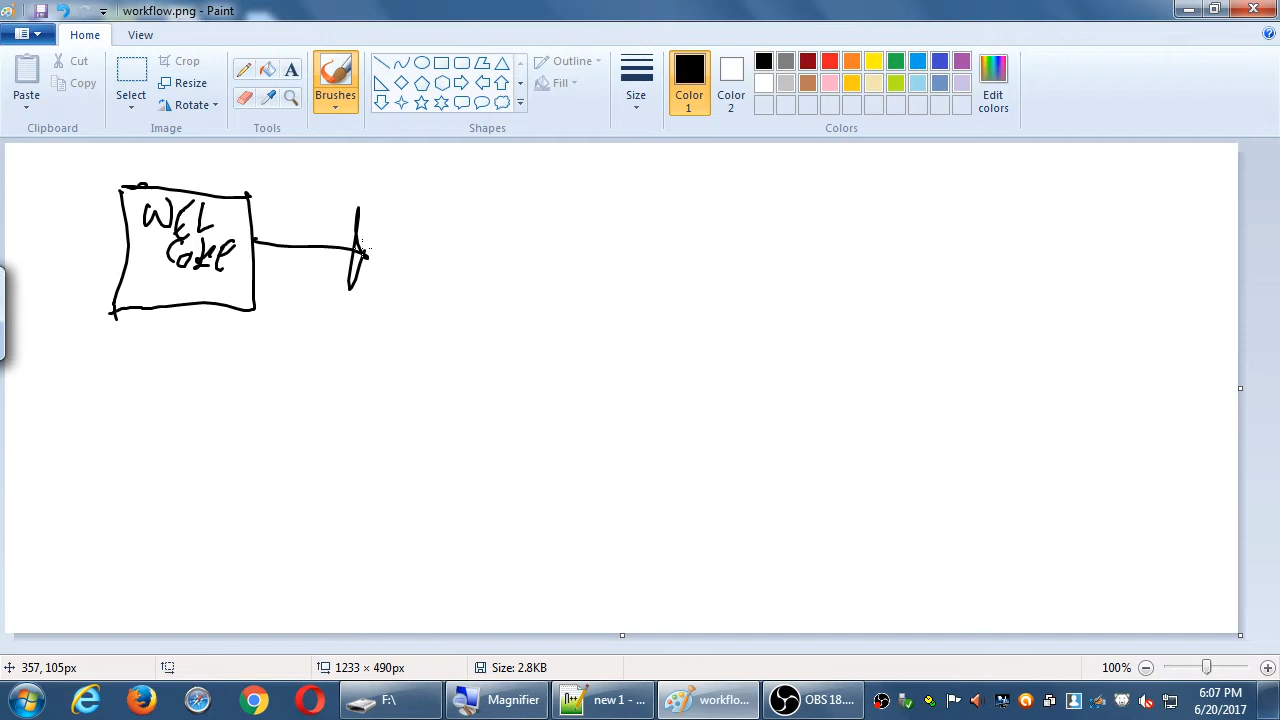 workflow.png - Paint
Home View
Paste
Cut
Copy
Clipboard
Select
Crop
Resize
Rotate
Image
A
Tools
Brushes
Outline
Fill
Shapes
Size
Color 1
Color 2
Edit colors
Colors
WEL
COME
357, 105px
1233 × 490px
Size: 2.8KB
100%
F:\
Magnifier
new 1 - ...
workflo...
OBS 18....
6:07 PM
6/20/2017